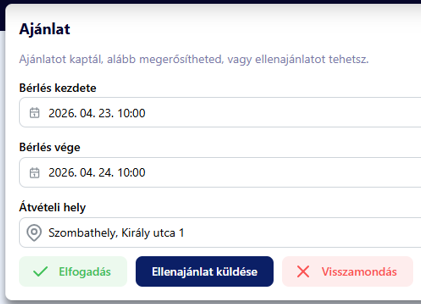 Ajánlat
Ajánlatot kaptál, alább megerősítheted, vagy ellenajánlatot tehetsz.
Bérlés kezdete
2026. 04. 23. 10:00
Bérlés vége
2026. 04. 24. 10:00
Átvételi hely
Szombathely, Király utca 1
Elfogadás
Ellenajánlat küldése
Visszamondás